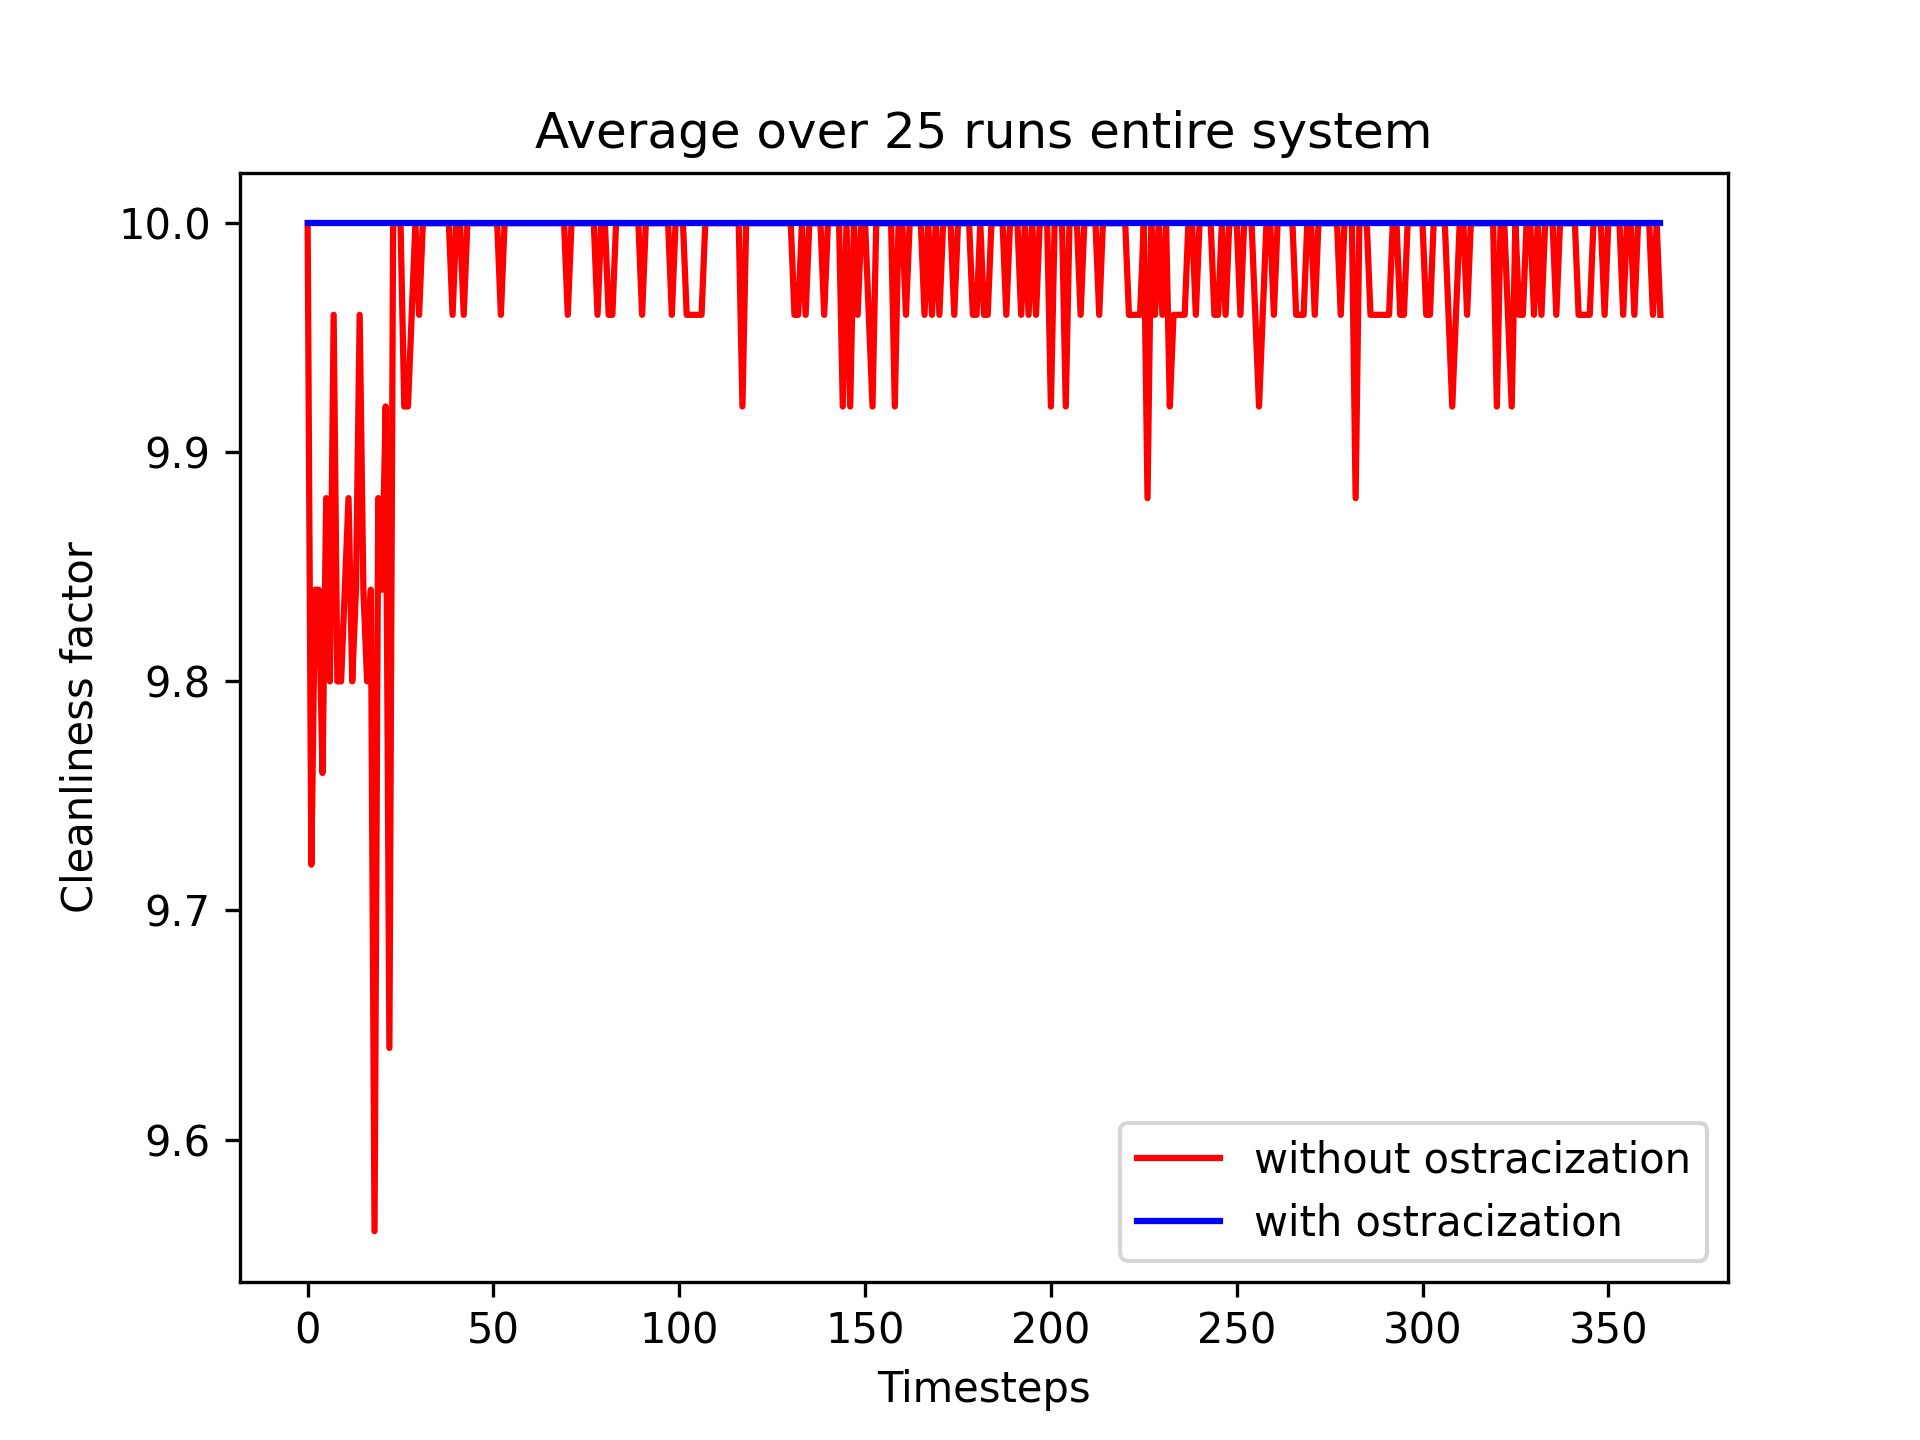 Average over 25 runs entire system
10.0
9.9
9.8
9.7
9.6
Cleanliness factor
without ostracization
with ostracization
0 50 100 150 200 250 300 350
Timesteps